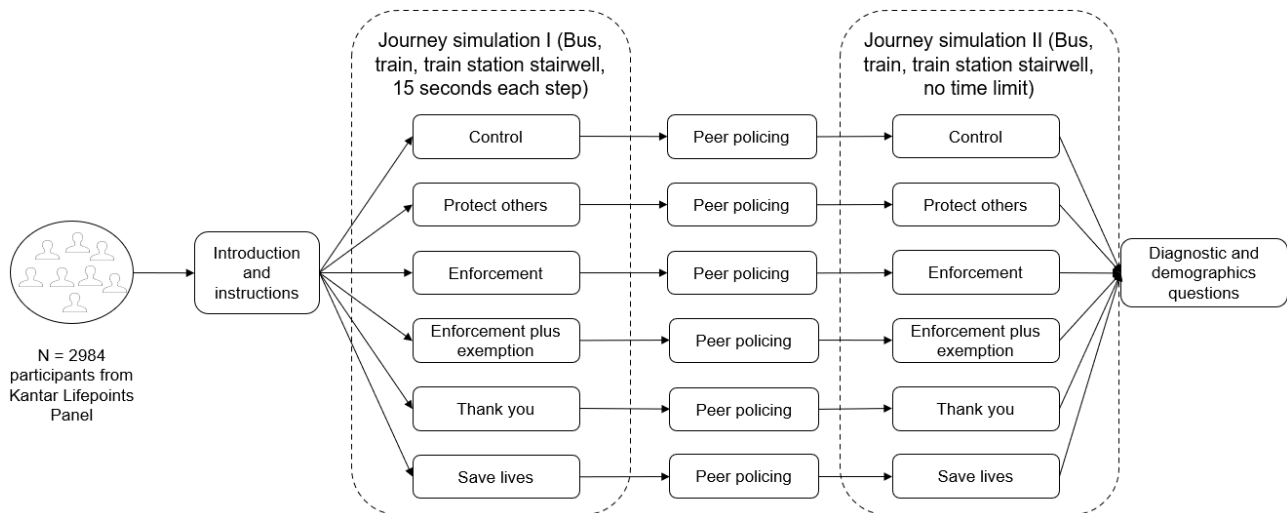 N = 2984
participants from
Kantar Lifepoints
Panel
Introduction
and
instructions
Journey simulation I (Bus,
train, train station stairwell,
15 seconds each step)
Control
Protect others
Enforcement
Enforcement plus
exemption
Thank you
Save lives
Peer policing
Peer policing
Peer policing
Peer policing
Peer policing
Peer policing
Journey simulation II (Bus,
train, train station stairwell,
no time limit)
Control
Protect others
Enforcement
Enforcement plus
exemption
Thank you
Save lives
Diagnostic and
demographics
questions